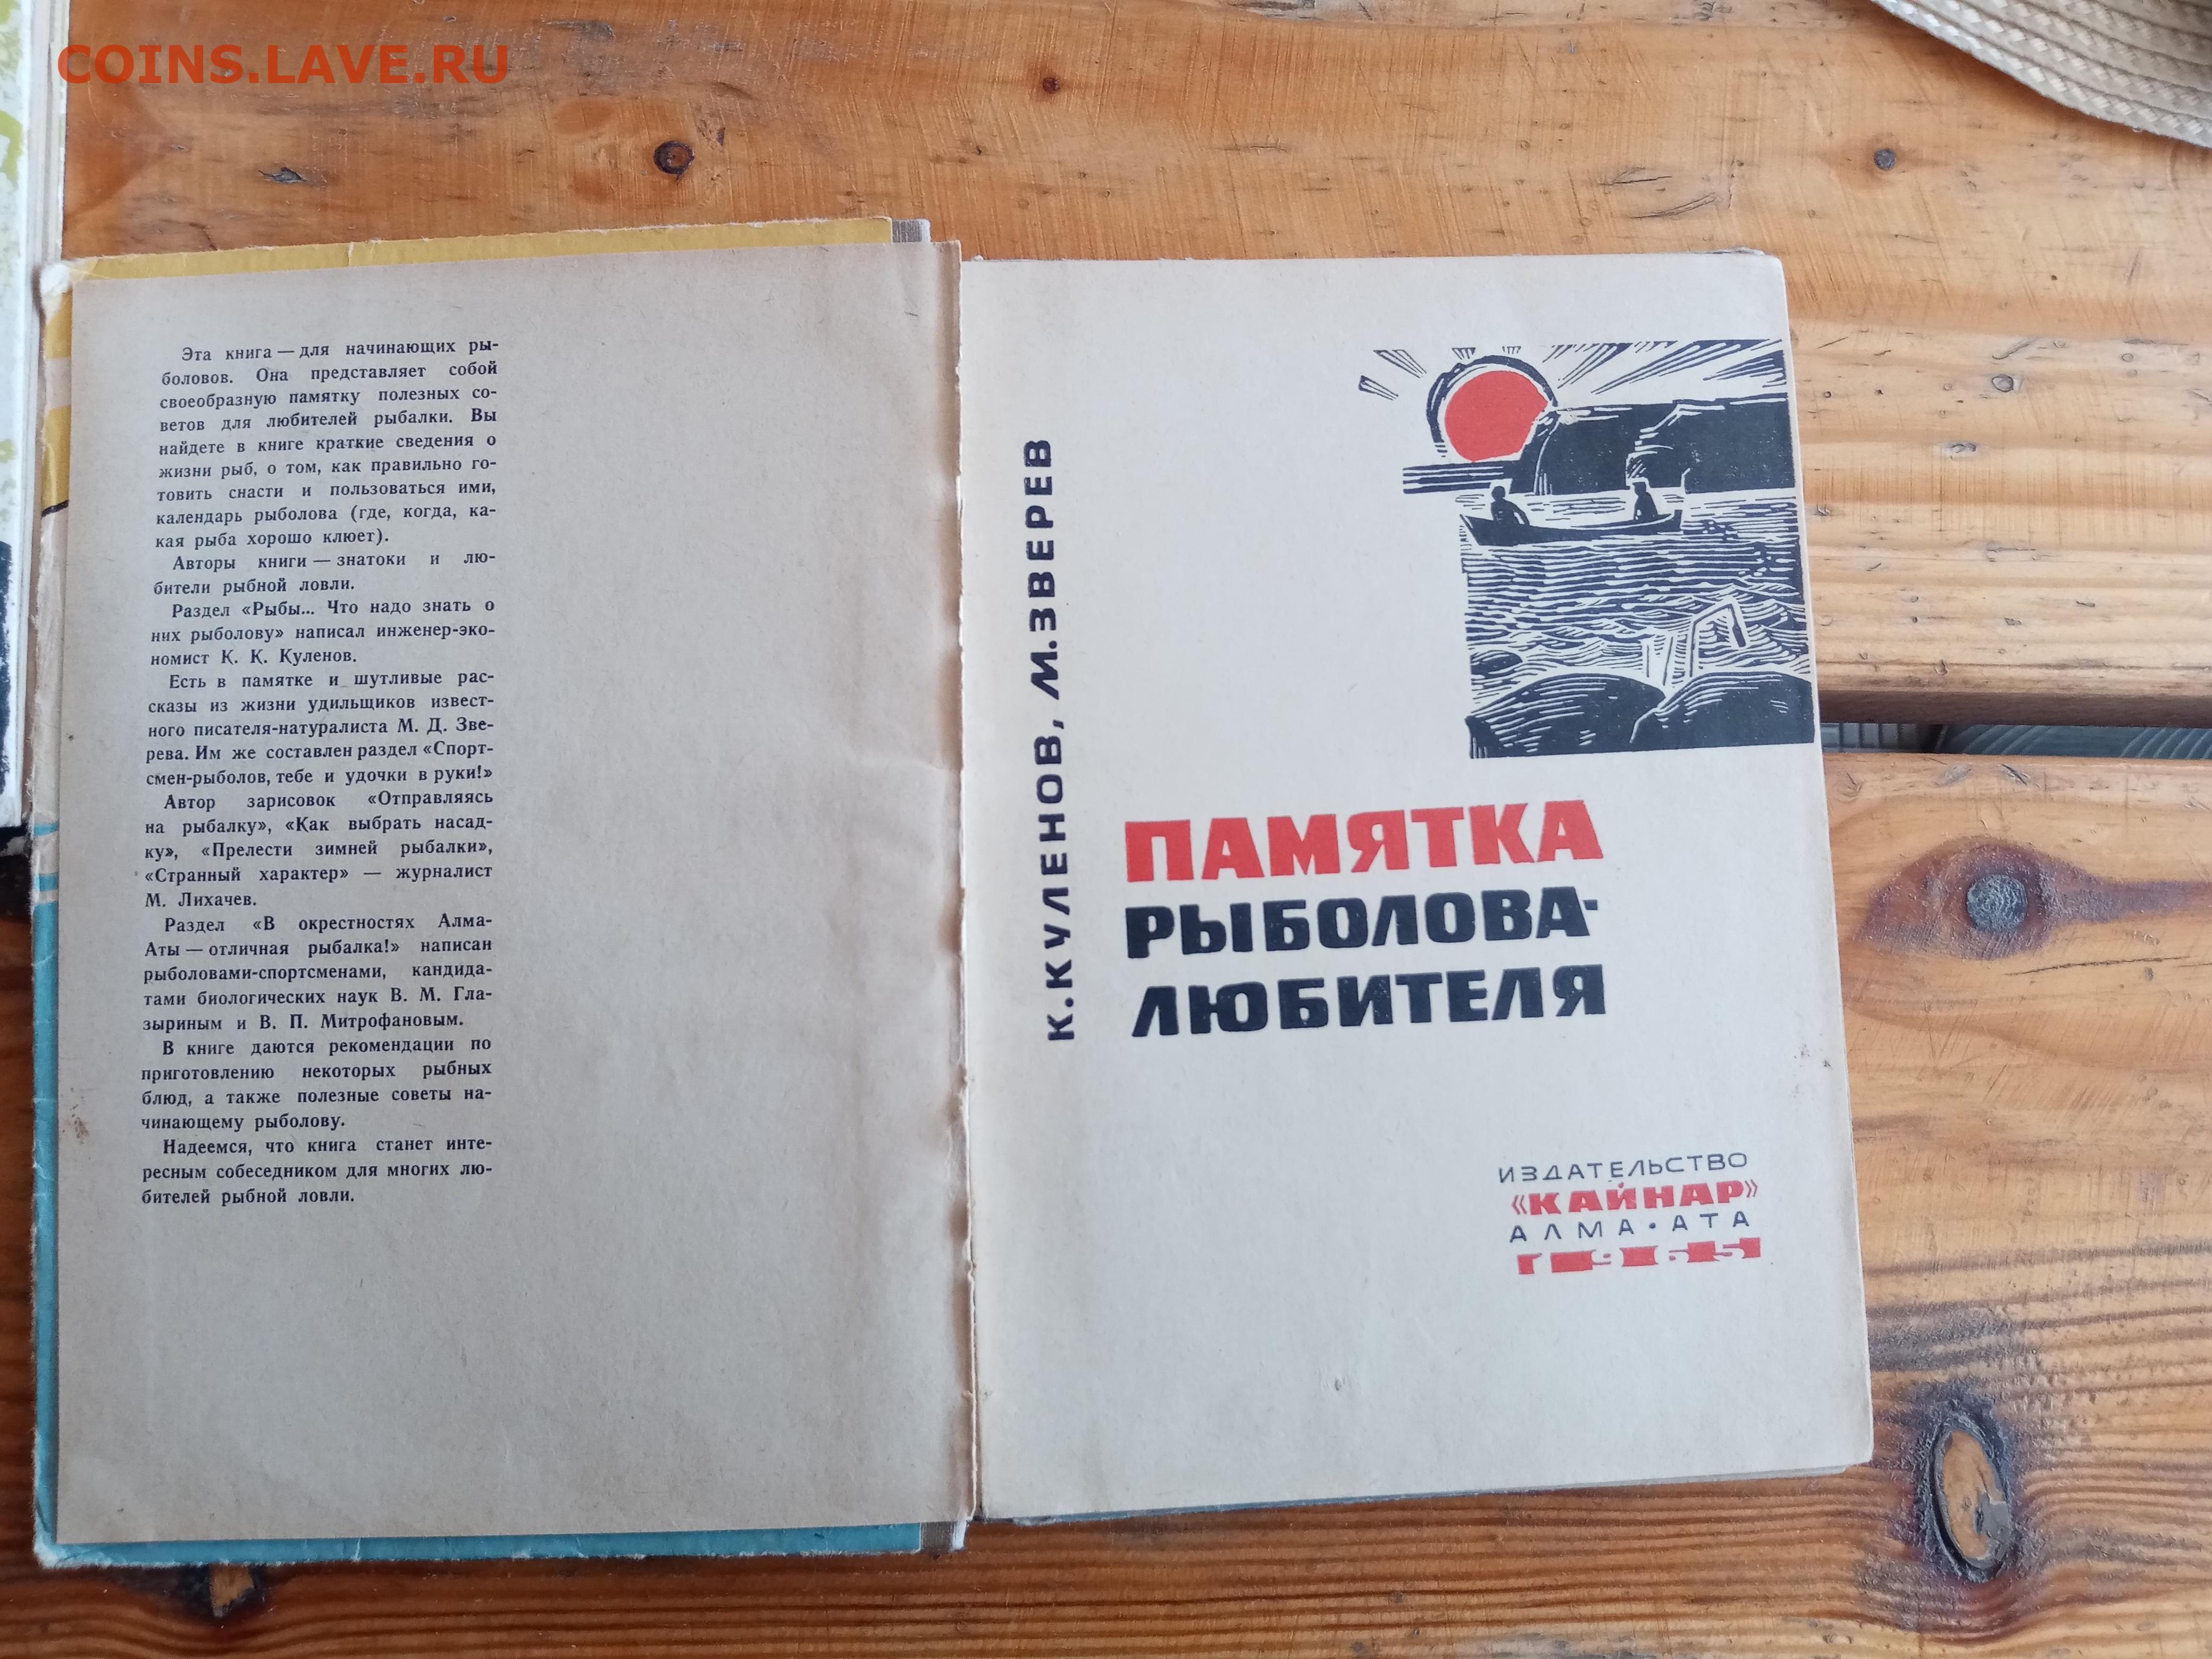 COINS.LAVE.RU
Эта книга — для начинающих ры-
боловов. Она представляет собой
своеобразную памятку полезных со-
ветов для любителей рыбалки. Вы
найдете в книге краткие сведения о
жизни рыб, о том, как правильно го-
товить снасти и пользоваться ими,
календарь рыболова (где, когда, ка-
кая рыба хорошо клюет).
Авторы книги — знатоки и лю-
бители рыбной ловли.
Раздел «Рыбы... Что надо знать о
них рыболову» написал инженер-эко-
номист К. К. Куленов.
Есть в памятке и шутливые рас-
сказы из жизни удильщиков извест-
ного писателя-натуралиста М. Д. Зве-
рева. Им же составлен раздел «Спорт-
смен-рыболов, тебе и удочки в руки!»
Автор зарисовок «Отправляясь
на рыбалку», «Как выбрать насад-
ку», «Прелести зимней рыбалки»,
«Странный характер» — журналист
М. Лихачев.
Раздел «В окрестностях Алма-
Аты — отличная рыбалка!» написан
рыболовами-спортсменами, кандида-
тами биологических наук В. М. Гла-
зыриным и В. П. Митрофановым.
В книге даются рекомендации по
приготовлению некоторых рыбных
блюд, а также полезные советы на-
чинающему рыболову.
Надеемся, что книга станет инте-
ресным собеседником для многих лю-
бителей рыбной ловли.
К. КУЛЕНОВ, М. ЗВЕРЕВ
ПАМЯТКА
РЫБОЛОВА-
ЛЮБИТЕЛЯ
ИЗДАТЕЛЬСТВО
«КАЙНАР»
АЛМА • АТА
1965